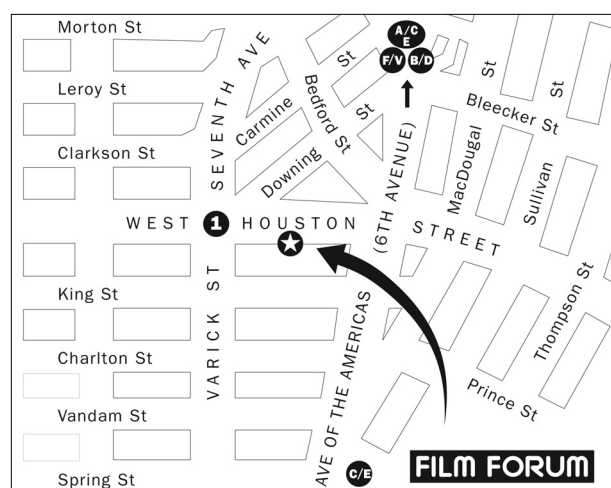 Morton St
Leroy St
Clarkson St
SEVENTH AVE
Carmine St
Bedford St
Downing St
A/C
E
F/V
B/D
(6TH AVENUE)
Bleecker St
MacDougal St
Sullivan St
Thompson St
WEST 1 HOUSTON STREET
King St
Charlton St
Vandam St
Spring St
VARICK ST
AVE OF THE AMERICAS
Prince St
C/E
FILM FORUM